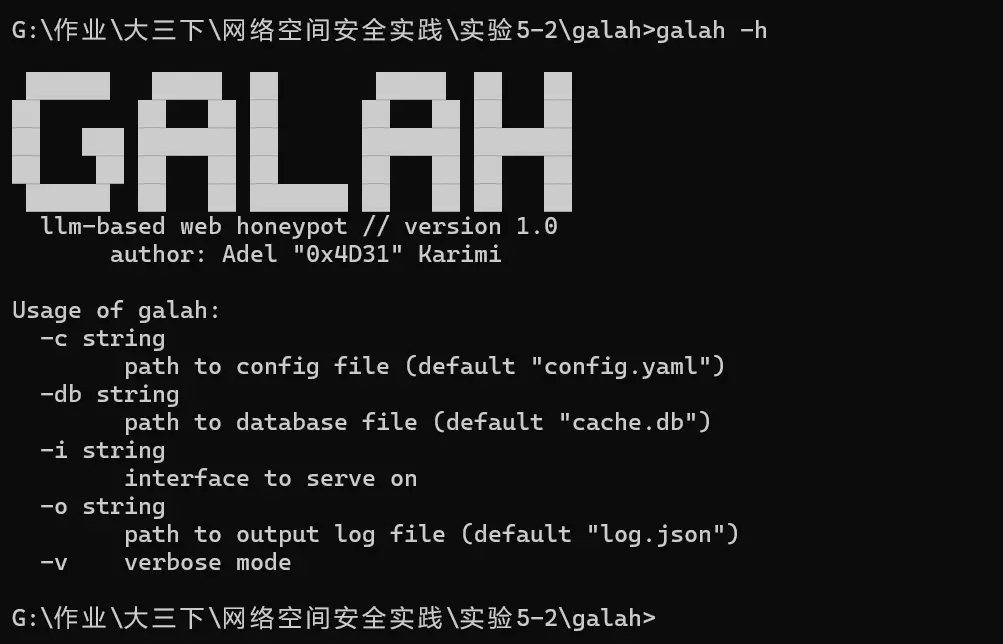 G:\作业\大三下\网络空间安全实践\实验5-2\galah>galah -h
GALAH
llm-based web honeypot // version 1.0
author: Adel "0x4D31" Karimi
Usage of galah:
-c string
path to config file (default "config.yaml")
-db string
path to database file (default "cache.db")
-i string
interface to serve on
-o string
path to output log file (default "log.json")
-v verbose mode
G:\作业\大三下\网络空间安全实践\实验5-2\galah>